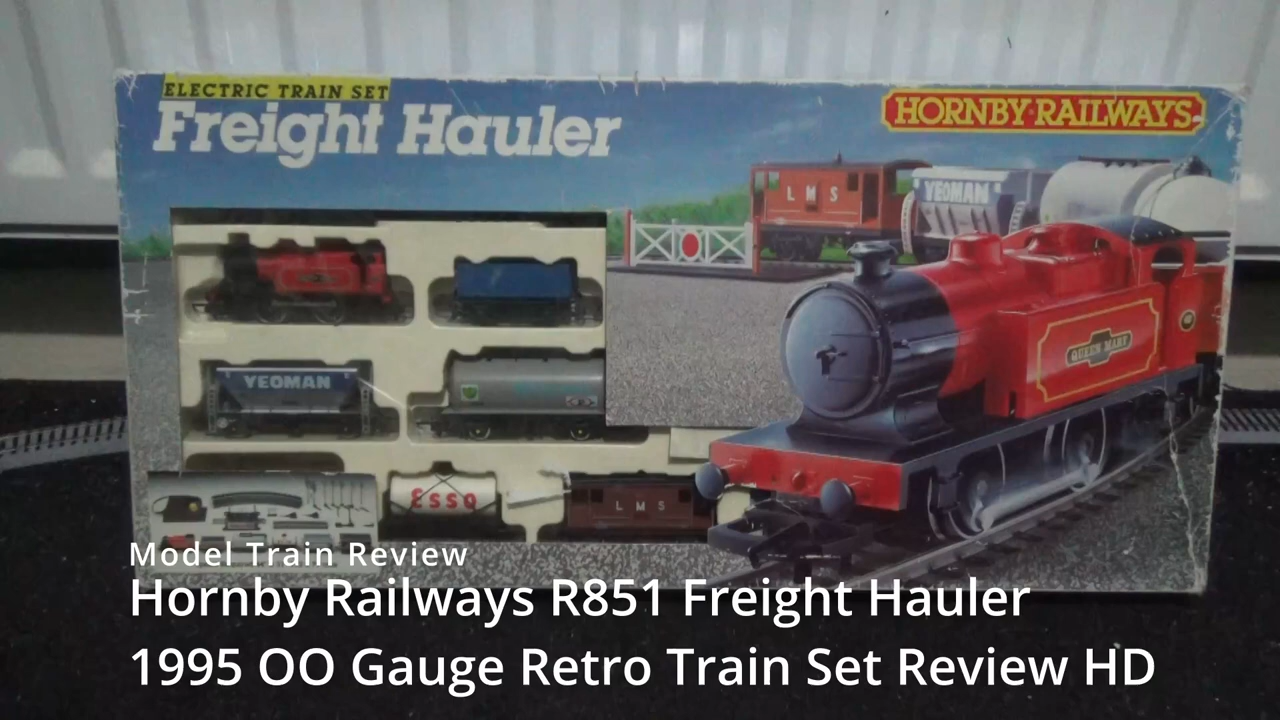 ELECTRIC TRAIN SET
Freight Hauler
HORNBY RAILWAYS
LMS
YEOMAN
QUEEN MARY
YEOMAN
ESSO
LMS
Model Train Review
Hornby Railways R851 Freight Hauler
1995 OO Gauge Retro Train Set Review HD